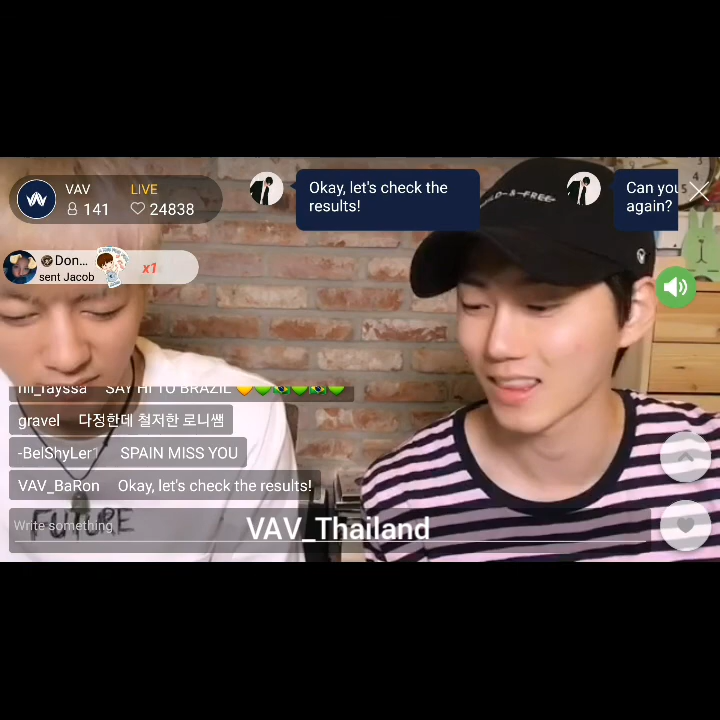 VAV
LIVE
141
24838
Okay, let's check the
results!
Can you
again?
Don...
sent Jacob
x1
SAY HI TO BRAZIL 💛💚🇧🇷💚🇧🇷💚
gravel 다정한데 철저한 로니쌤
-BelShyLer1 SPAIN MISS YOU
VAV_BaRon Okay, let's check the results!
Write something
FUTURE
VAV_Thailand